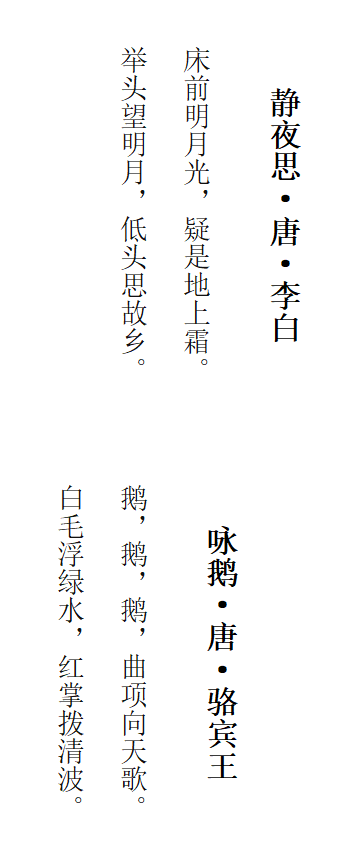 静夜思·唐·李白
床前明月光，疑是地上霜。
举头望明月，低头思故乡。
咏鹅·唐·骆宾王
鹅，鹅，鹅，曲项向天歌。
白毛浮绿水，红掌拨清波。